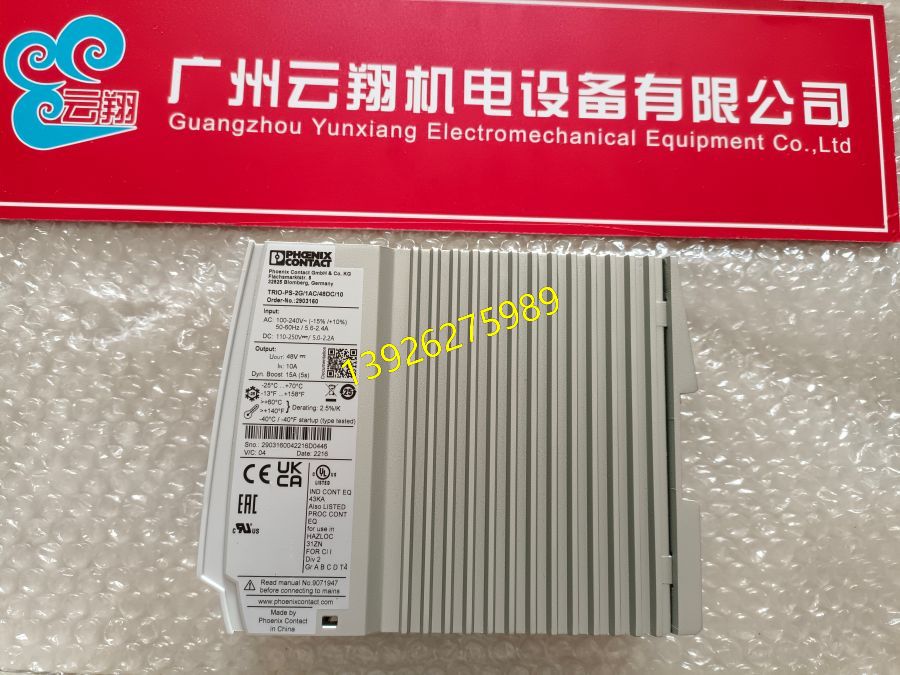 云翔
广州云翔机电设备有限公司
Guangzhou Yunxiang Electromechanical Equipment Co.,Ltd
PHŒNIX
CONTACT
Phoenix Contact GmbH & Co. KG
Flachsmarktstr. 8
32825 Blomberg, Germany
TRIO-PS-2G/1AC/48DC/10
Order-No.:2903160
Input:
AC: 100-240V~ (-15% /+10%)
50-60Hz / 5.6-2.4A
DC: 110-250V⎓/ 5.0-2.2A
Output:
UOUT: 48V ⎓
IN: 10A
Dyn. Boost: 15A (5s)
13926275989
25
-25°C ...+70°C
-13°F ...+158°F
>+60°C
>+140°F
Derating: 2.5%/K
-40°C / -40°F startup (type tested)
Sno.: 2903160042216D0446
V/C: 04 Date: 2216
CE UK
CA
UL US
LISTED
IND CONT EQ
43KA
Also LISTED
PROC CONT
EQ
for use in
HAZLOC
31ZN
FOR Cl I
Div 2
Gr A B C D T4
EAC
c RU US
Read manual No.9071947
before connecting to mains
www.phoenixcontact.com
Made by
Phoenix Contact
in China